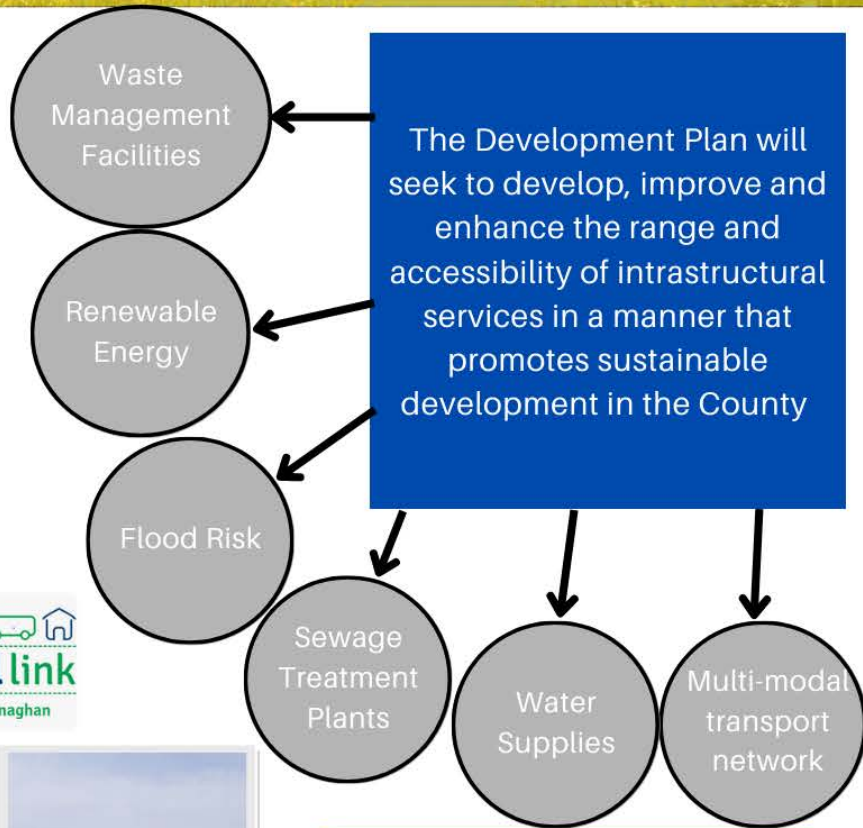 Waste
Management
Facilities
The Development Plan will
seek to develop, improve and
enhance the range and
accessibility of intrastructural
services in a manner that
promotes sustainable
development in the County
Renewable
Energy
Flood Risk
Sewage
Treatment
Plants
Water
Supplies
Multi-modal
transport
network
link